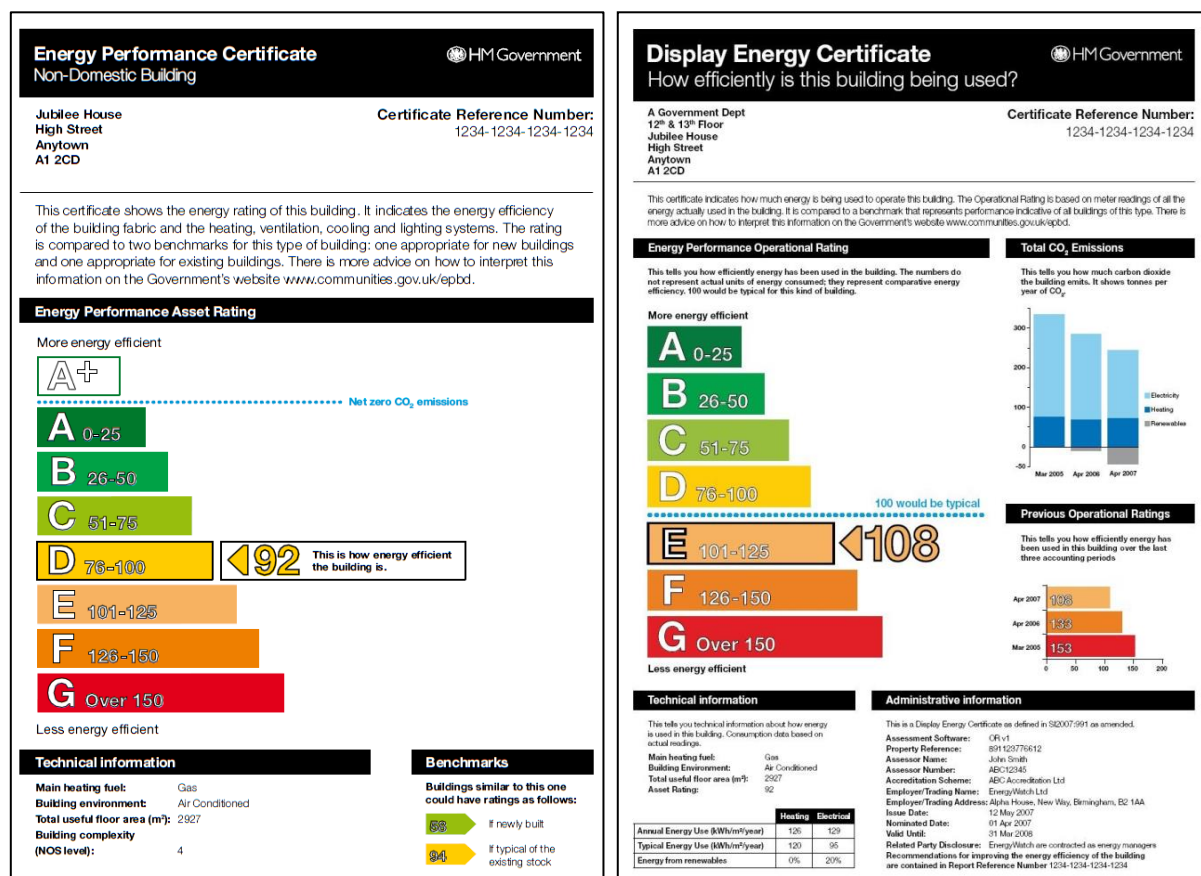 Energy Performance Certificate
Non-Domestic Building
HM Government
Jubilee House
High Street
Anytown
A1 2CD
Certificate Reference Number:
1234-1234-1234-1234
This certificate shows the energy rating of this building. It indicates the energy efficiency
of the building fabric and the heating, ventilation, cooling and lighting systems. The rating
is compared to two benchmarks for this type of building: one appropriate for new buildings
and one appropriate for existing buildings. There is more advice on how to interpret this
information on the Government's website www.communities.gov.uk/epbd.
Energy Performance Asset Rating
More energy efficient
A+
Net zero CO₂ emissions
A 0-25
B 26-50
C 51-75
D 76-100
92
This is how energy efficient
the building is.
E 101-125
F 126-150
G Over 150
Less energy efficient
Technical information
Main heating fuel: Gas
Building environment: Air Conditioned
Total useful floor area (m²): 2927
Building complexity
(NOS level): 4
Benchmarks
Buildings similar to this one
could have ratings as follows:
If newly built
94 If typical of the
existing stock
Display Energy Certificate
How efficiently is this building being used?
HM Government
A Government Dept
12th & 13th Floor
Jubilee House
High Street
Anytown
A1 2CD
Certificate Reference Number:
1234-1234-1234-1234
This certificate indicates how much energy is being used to operate this building. The Operational Rating is based on meter readings of all the
energy actually used in the building. It is compared to a benchmark that represents performance indicative of all buildings of this type. There is
more advice on how to interpret this information on the Government's website www.communities.gov.uk/epbd.
Energy Performance Operational Rating
This tells you how efficiently energy has been used in the building. The numbers do
not represent actual units of energy consumed; they represent comparative energy
efficiency. 100 would be typical for this kind of building.
More energy efficient
A 0-25
B 26-50
C 51-75
D 76-100
100 would be typical
E 101-125
108
F 126-150
G Over 150
Less energy efficient
Total CO₂ Emissions
This tells you how much carbon dioxide
the building emits. It shows tonnes per
year of CO₂.
300
200
100
0
-50
Mar 2005 Apr 2006 Apr 2007
Electricity
Heating
Renewables
Previous Operational Ratings
This tells you how efficiently energy has
been used in this building over the last
three accounting periods
Apr 2007 108
Apr 2006 133
Mar 2005 153
0 50 100 150 200
Technical information
This tells you technical information about how energy
is used in this building. Consumption data based on
actual readings.
Main heating fuel: Gas
Building Environment: Air Conditioned
Total useful floor area (m²): 2927
Asset Rating: 92
Heating Electrical
Annual Energy Use (kWh/m²/year) 126 129
Typical Energy Use (kWh/m²/year) 120 95
Energy from renewables 0% 20%
Administrative information
This is a Display Energy Certificate as defined in SI2007:991 as amended.
Assessment Software: OR v1
Property Reference: 891123776612
Assessor Name: John Smith
Assessor Number: ABC12345
Accreditation Scheme: ABC Accreditation Ltd
Employer/Trading Name: EnergyWatch Ltd
Employer/Trading Address: Alpha House, New Way, Birmingham, B2 1AA
Issue Date: 12 May 2007
Nominated Date: 01 Apr 2007
Valid Until: 31 Mar 2008
Related Party Disclosure: EnergyWatch are contracted as energy managers
Recommendations for improving the energy efficiency of the building
are contained in Report Reference Number 1234-1234-1234-1234